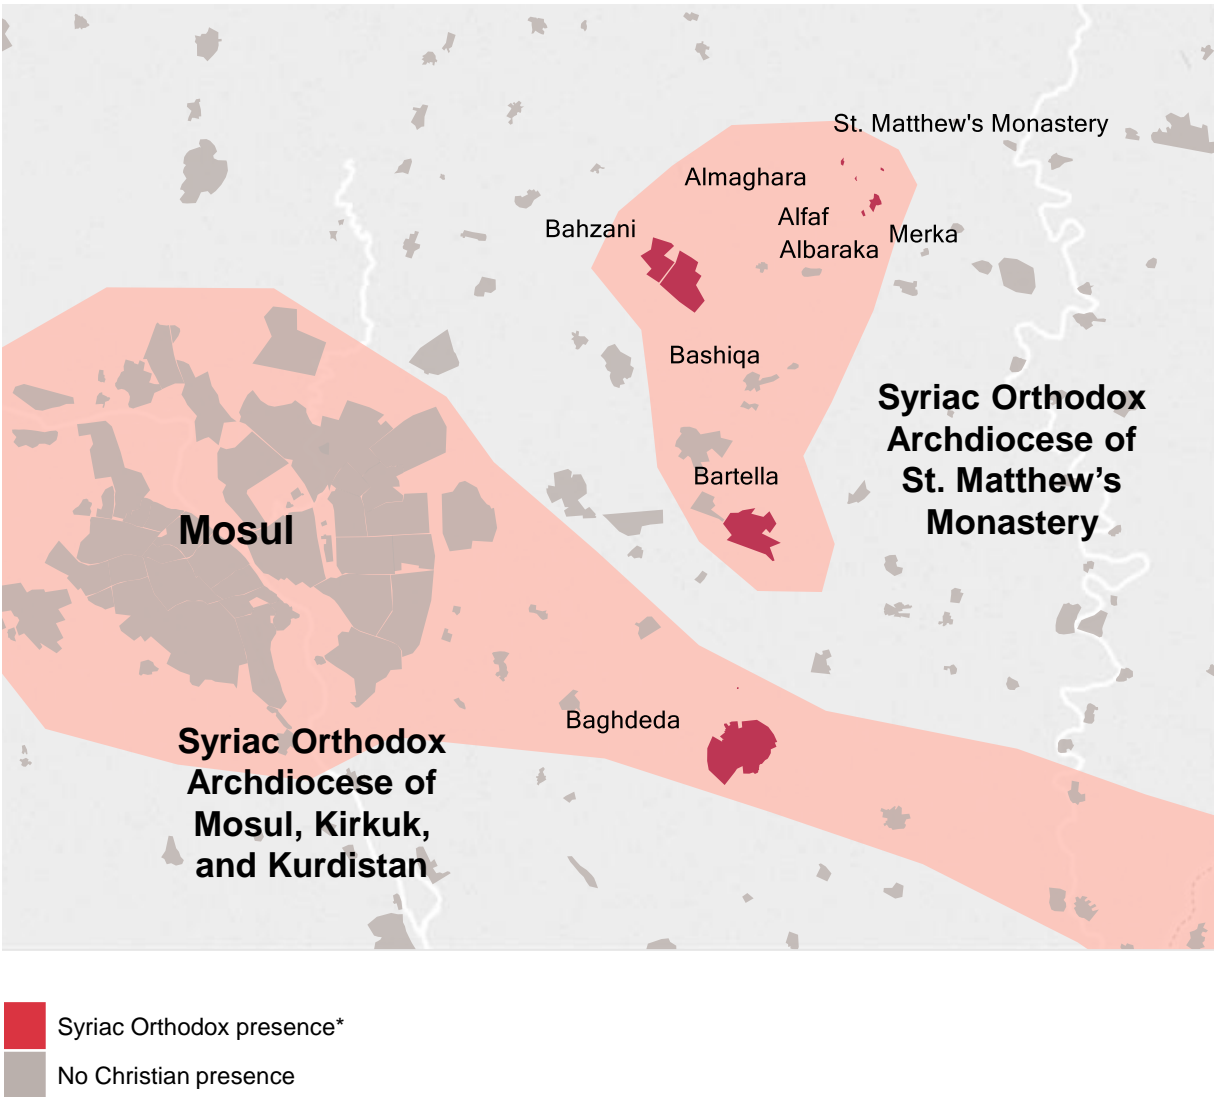 St. Matthew's Monastery
Almaghara
Alfaf
Bahzani
Merka
Albaraka
Bashiqa
Syriac Orthodox
Archdiocese of
St. Matthew’s
Monastery
Bartella
Mosul
Baghdeda
Syriac Orthodox
Archdiocese of
Mosul, Kirkuk,
and Kurdistan
Syriac Orthodox presence*
No Christian presence